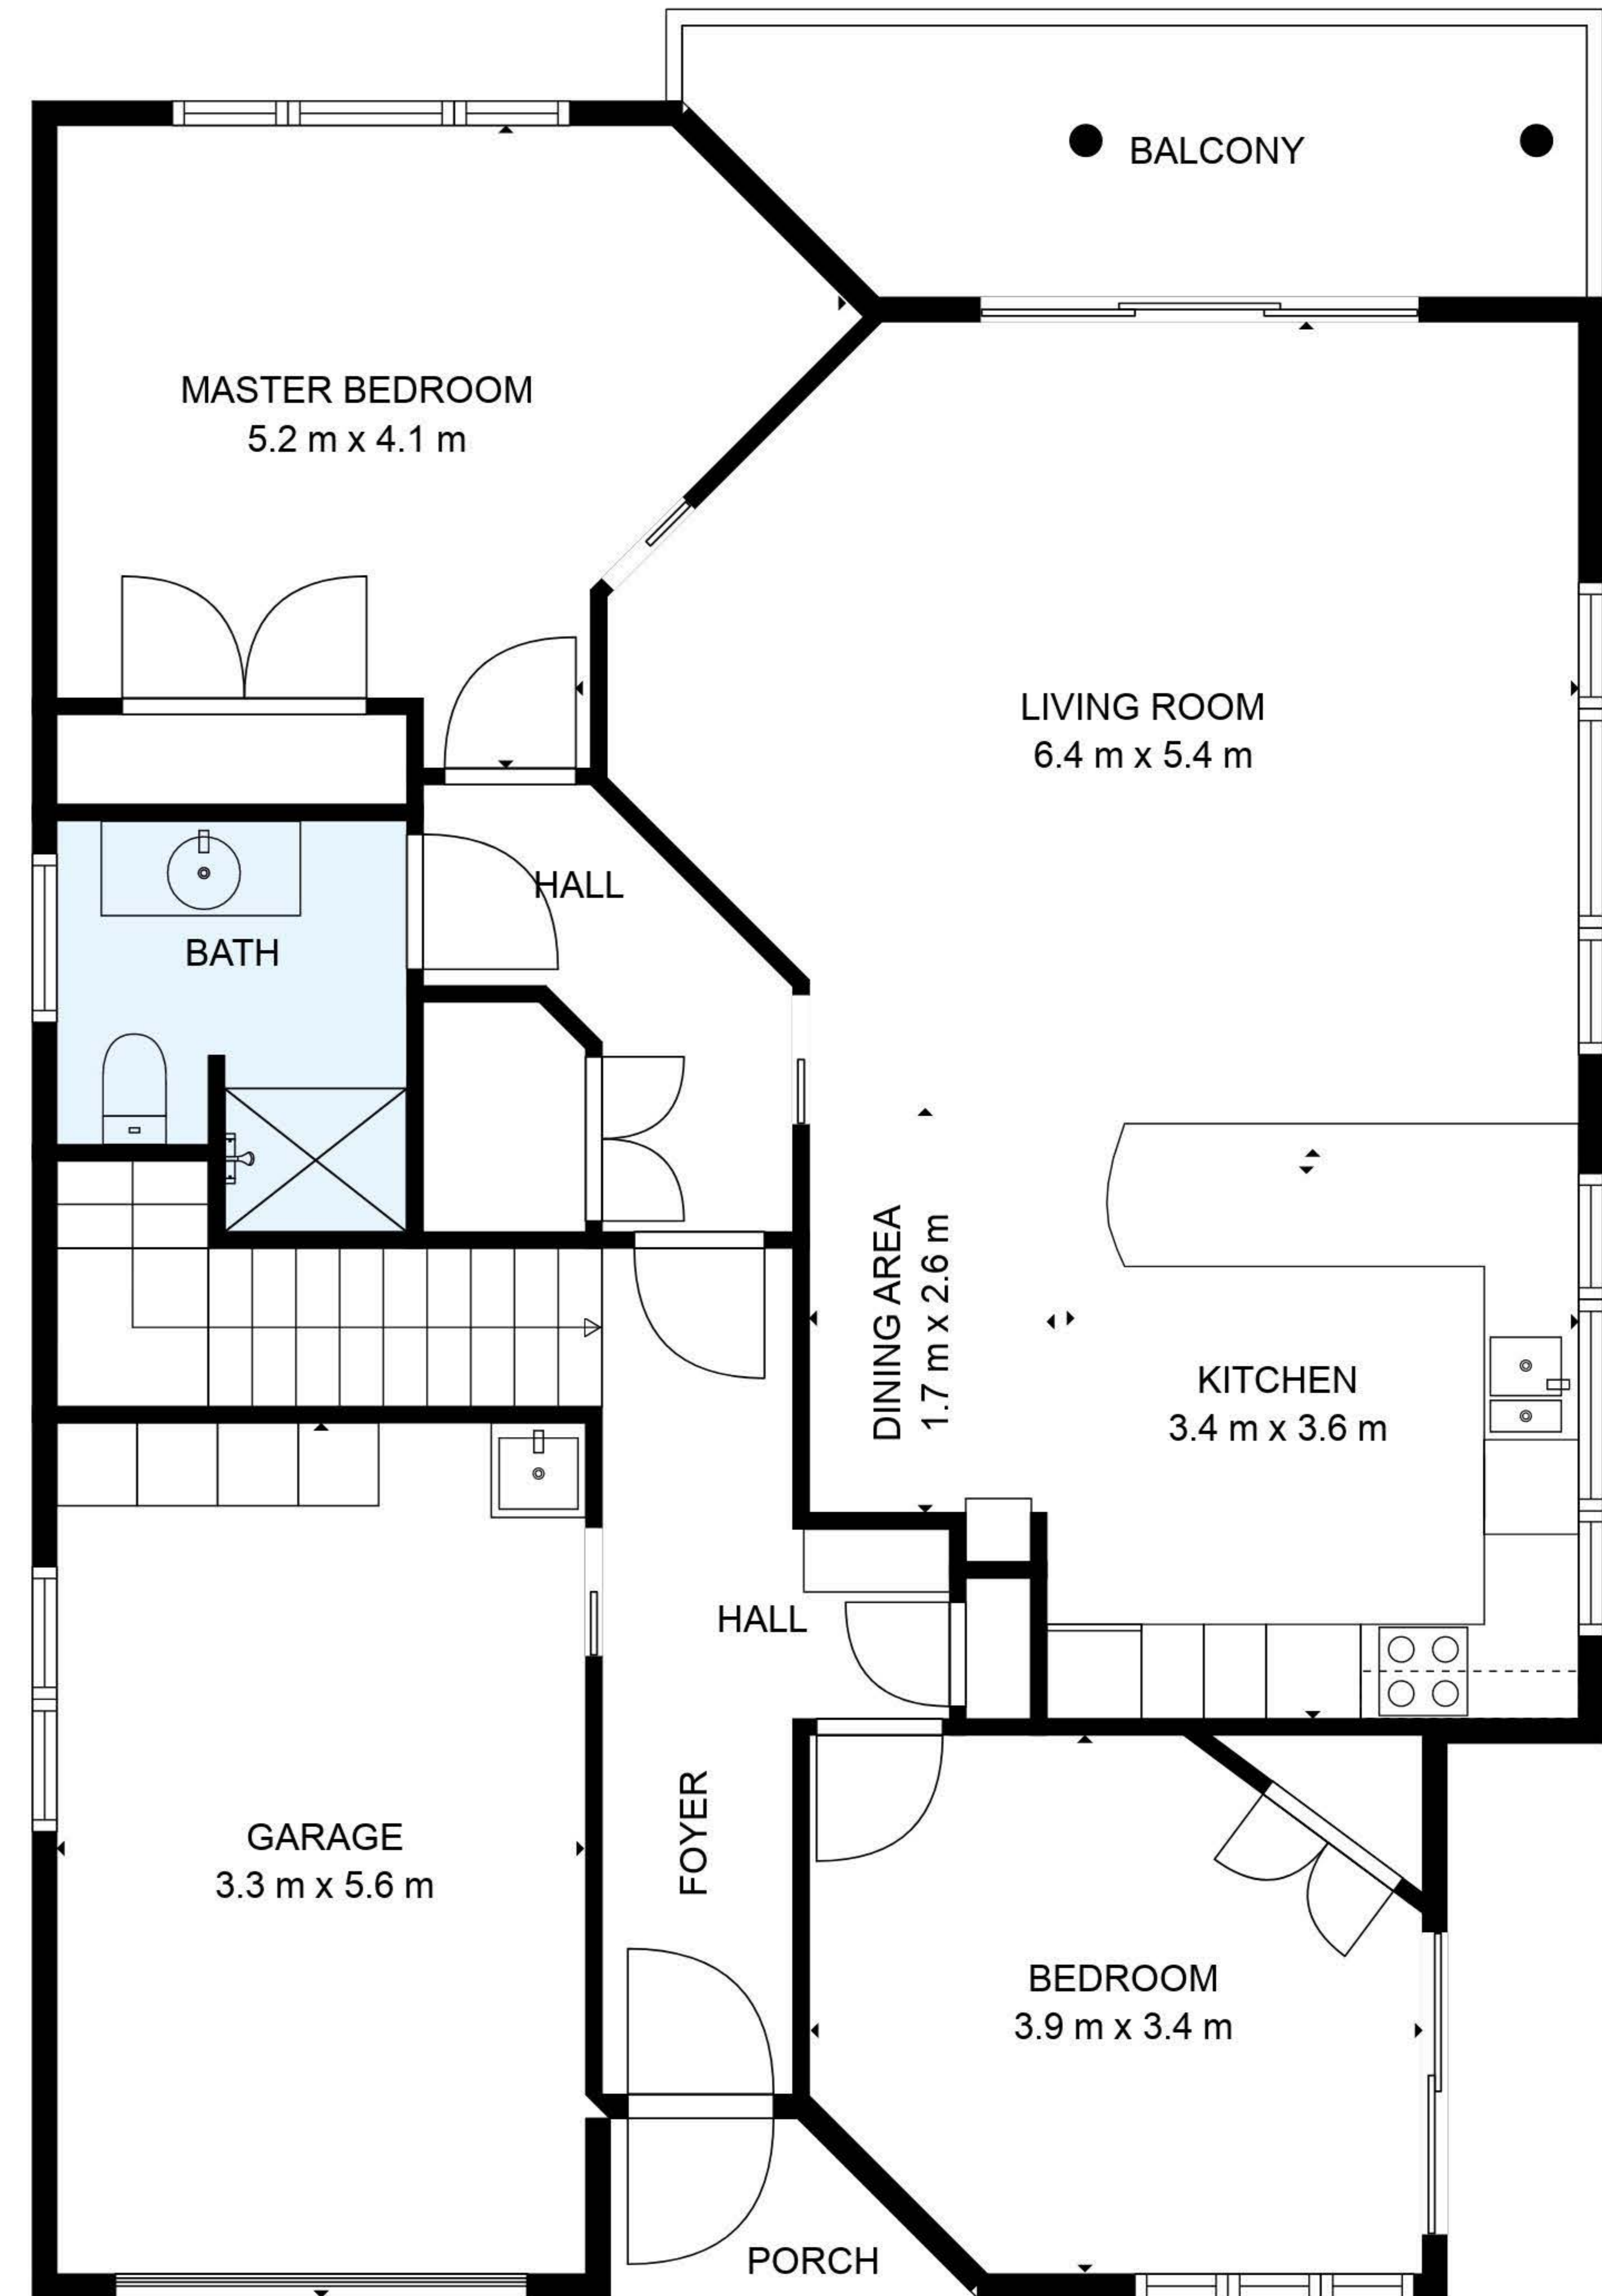 BALCONY
MASTER BEDROOM
5.2 m x 4.1 m
LIVING ROOM
6.4 m x 5.4 m
HALL
BATH
DINING AREA
1.7 m x 2.6 m
KITCHEN
3.4 m x 3.6 m
HALL
FOYER
GARAGE
3.3 m x 5.6 m
BEDROOM
3.9 m x 3.4 m
PORCH